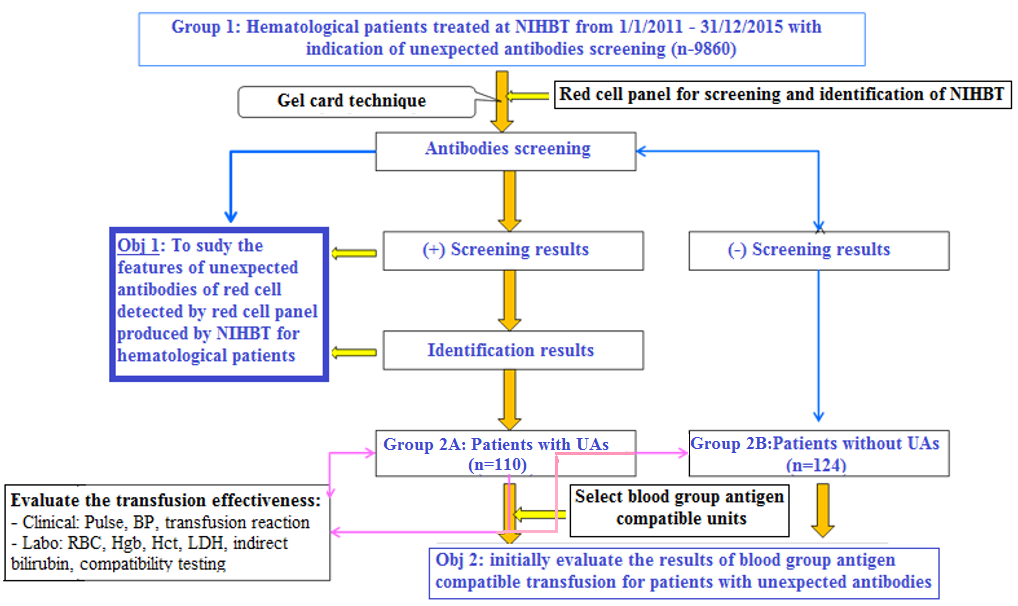 Group 1: Hematological patients treated at NIHBT from 1/1/2011 - 31/12/2015 with
indication of unexpected antibodies screening (n-9860)
Gel card technique
Red cell panel for screening and identification of NIHBT
Antibodies screening
Obj 1: To sudy the
features of unexpected
antibodies of red cell
detected by red cell panel
produced by NIHBT for
hematological patients
(+) Screening results
(-) Screening results
Identification results
Group 2A: Patients with UAs
(n=110)
Group 2B:Patients without UAs
(n=124)
Evaluate the transfusion effectiveness:
- Clinical: Pulse, BP, transfusion reaction
- Labo: RBC, Hgb, Hct, LDH, indirect
bilirubin, compatibility testing
Select blood group antigen
compatible units
Obj 2: initially evaluate the results of blood group antigen
compatible transfusion for patients with unexpected antibodies